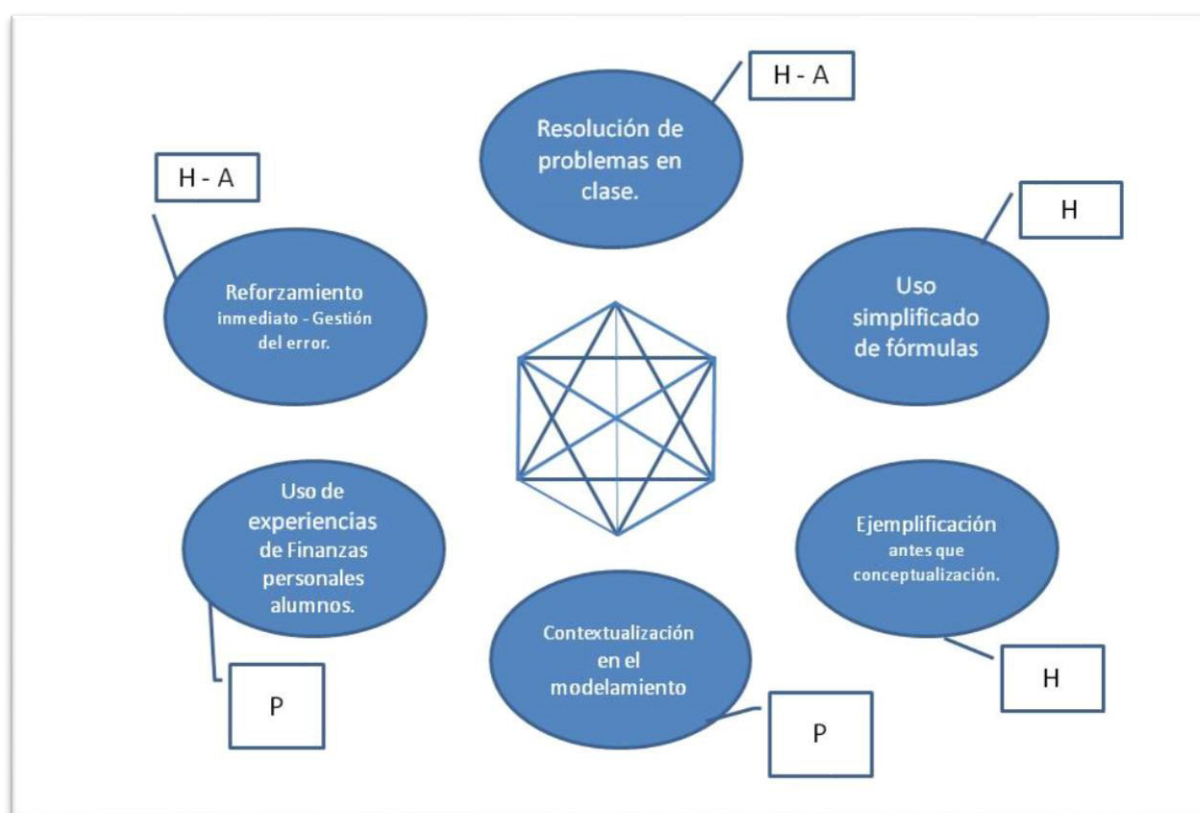 H - A
Resolución de
problemas en
clase.
H
Uso
simplificado
de fórmulas
Ejemplificación
antes que
conceptualización.
H
Contextualización
en el
modelamiento
P
Uso de
experiencias
de Finanzas
personales
alumnos.
P
H - A
Reforzamiento
inmediato - Gestión
del error.